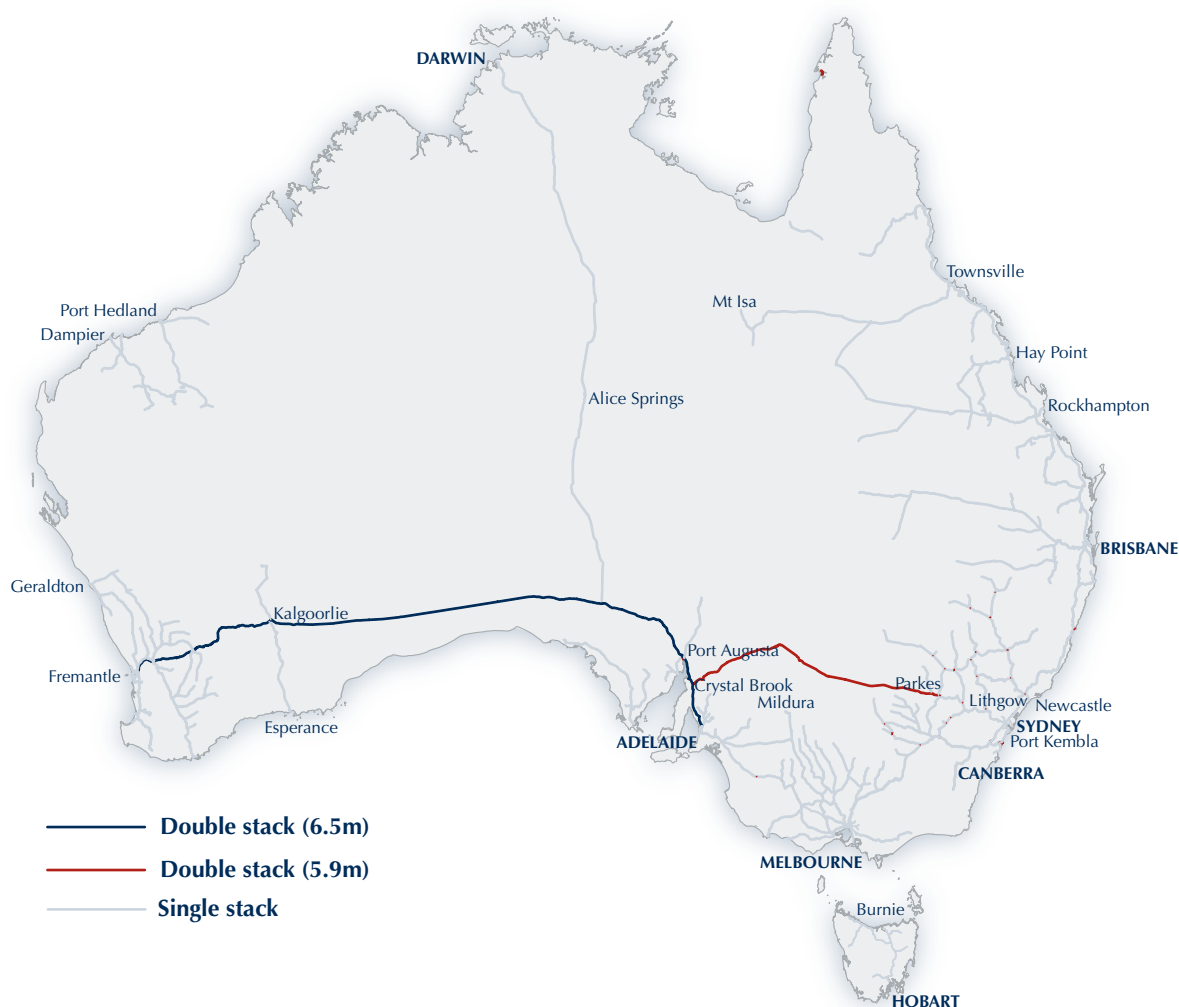 DARWIN
Townsville
Mt Isa
Port Hedland
Dampier
Hay Point
Alice Springs
Rockhampton
BRISBANE
Geraldton
Kalgoorlie
Port Augusta
Fremantle
Crystal Brook
Parkes
Mildura
Lithgow
Newcastle
Esperance
SYDNEY
ADELAIDE
Port Kembla
CANBERRA
Double stack (6.5m)
MELBOURNE
Double stack (5.9m)
Single stack
Burnie
HOBART